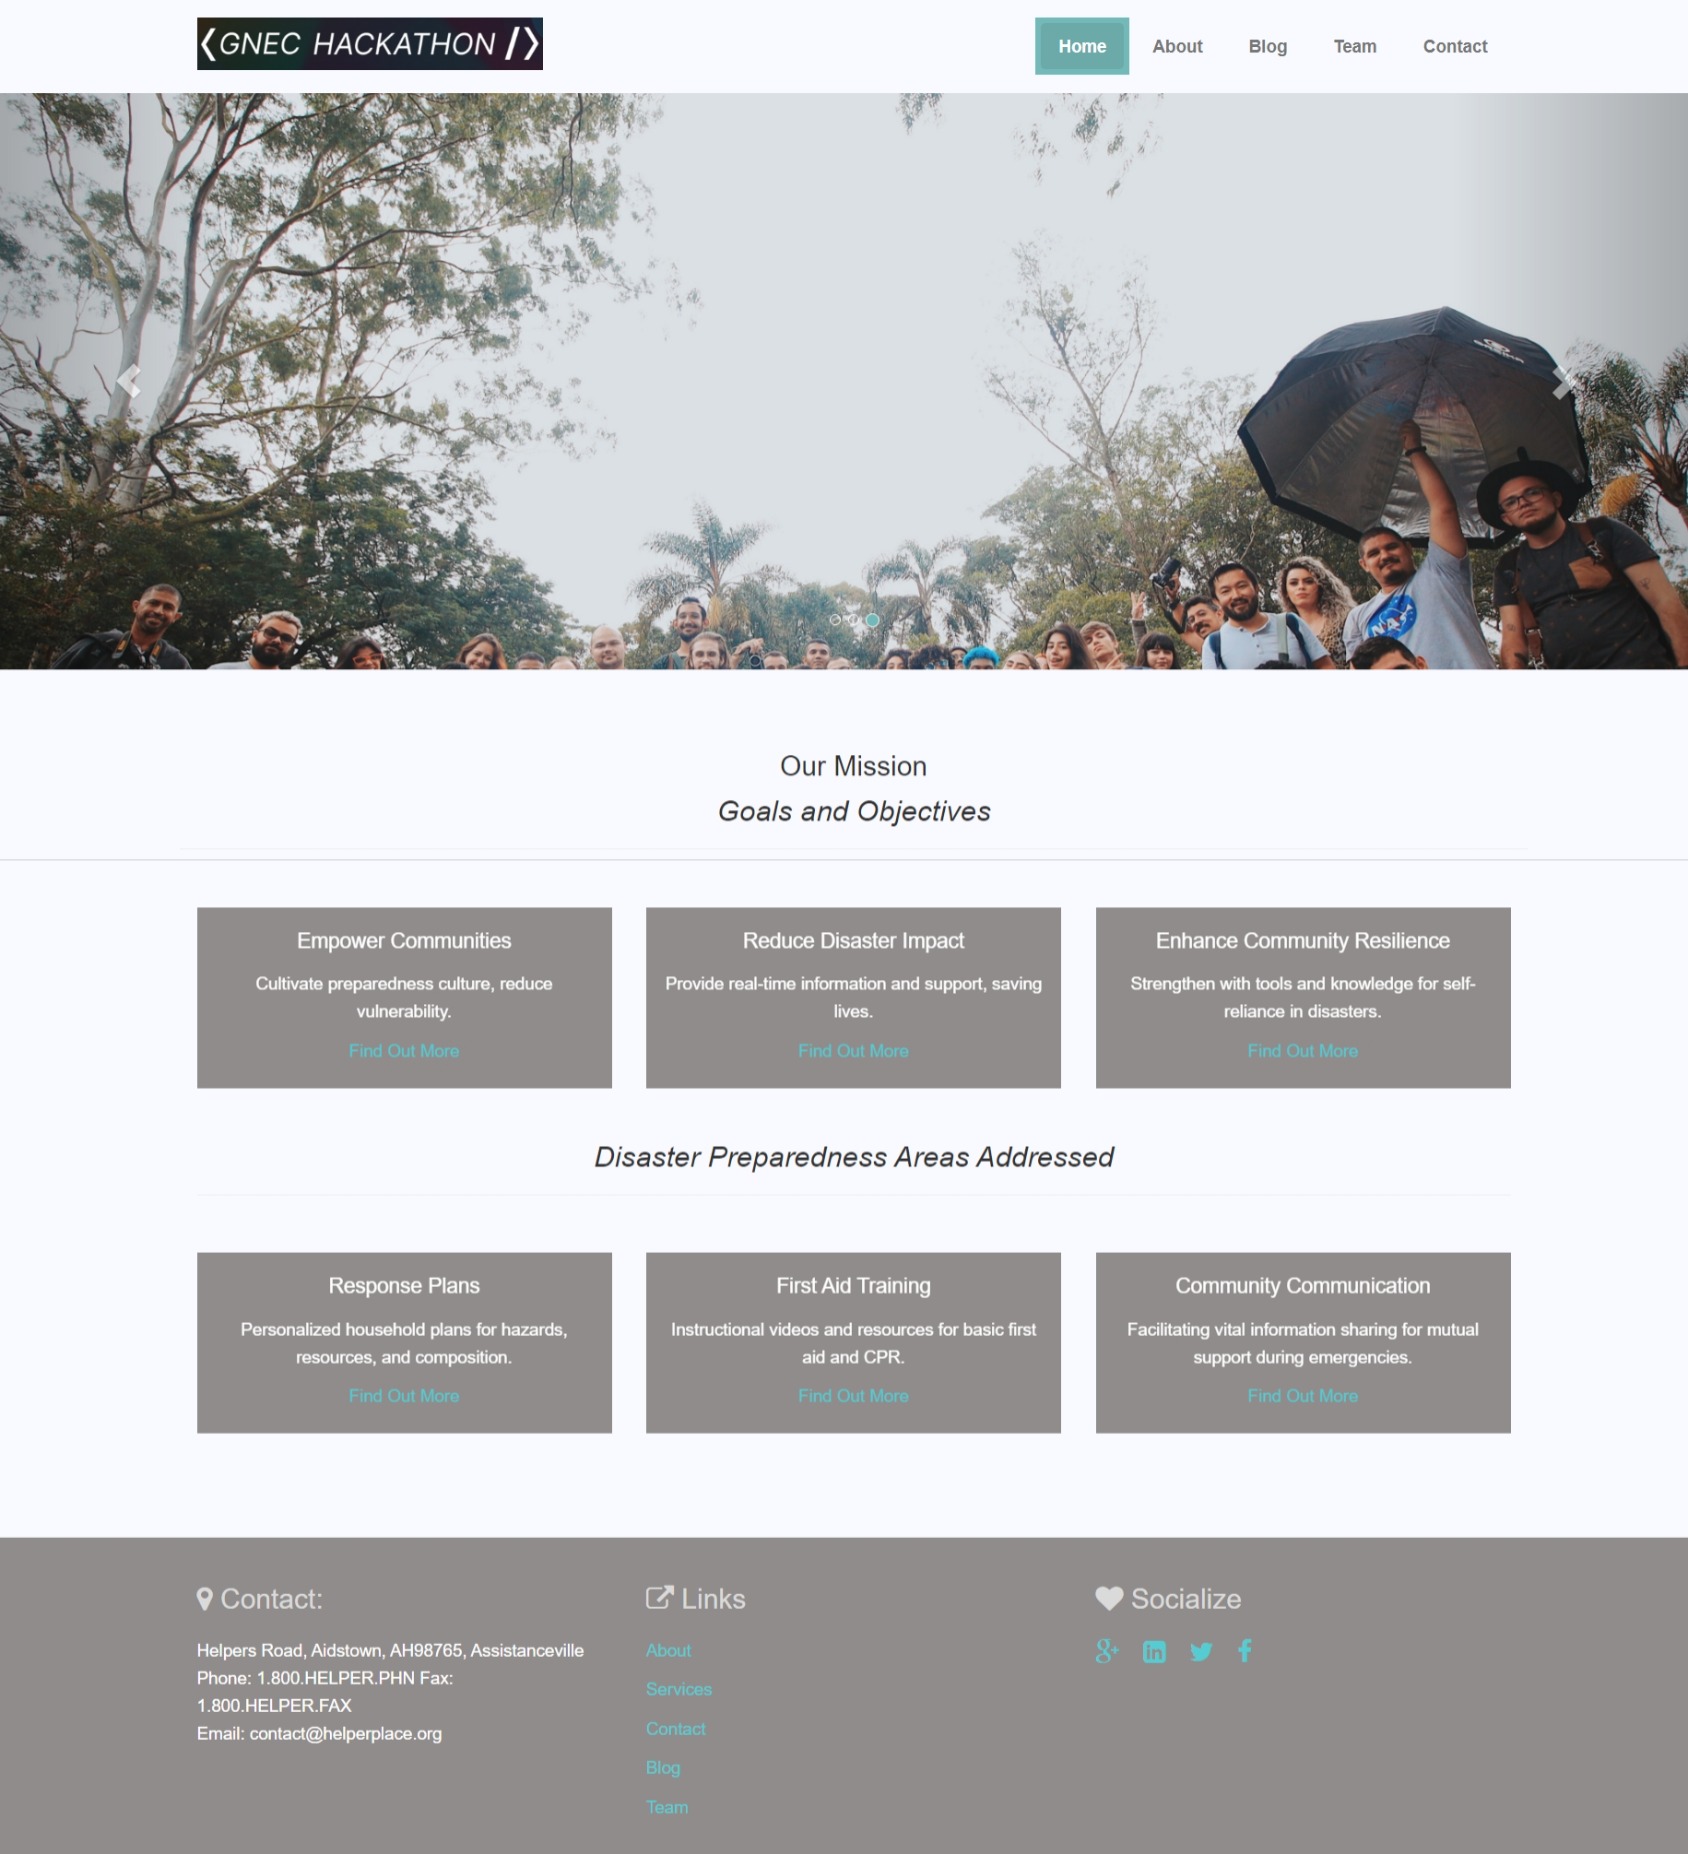 GNEC HACKATHON
Home About Blog Team Contact
NASA
Our Mission
Goals and Objectives
Empower Communities
Cultivate preparedness culture, reduce
vulnerability.
Find Out More
Reduce Disaster Impact
Provide real-time information and support, saving
lives.
Find Out More
Enhance Community Resilience
Strengthen with tools and knowledge for self-
reliance in disasters.
Find Out More
Disaster Preparedness Areas Addressed
Response Plans
Personalized household plans for hazards,
resources, and composition.
Find Out More
First Aid Training
Instructional videos and resources for basic first
aid and CPR.
Find Out More
Community Communication
Facilitating vital information sharing for mutual
support during emergencies.
Find Out More
Contact:
Helpers Road, Aidstown, AH98765, Assistanceville
Phone: 1.800.HELPER.PHN Fax:
1.800.HELPER.FAX
Email: contact@helperplace.org
Links
About
Services
Contact
Blog
Team
Socialize